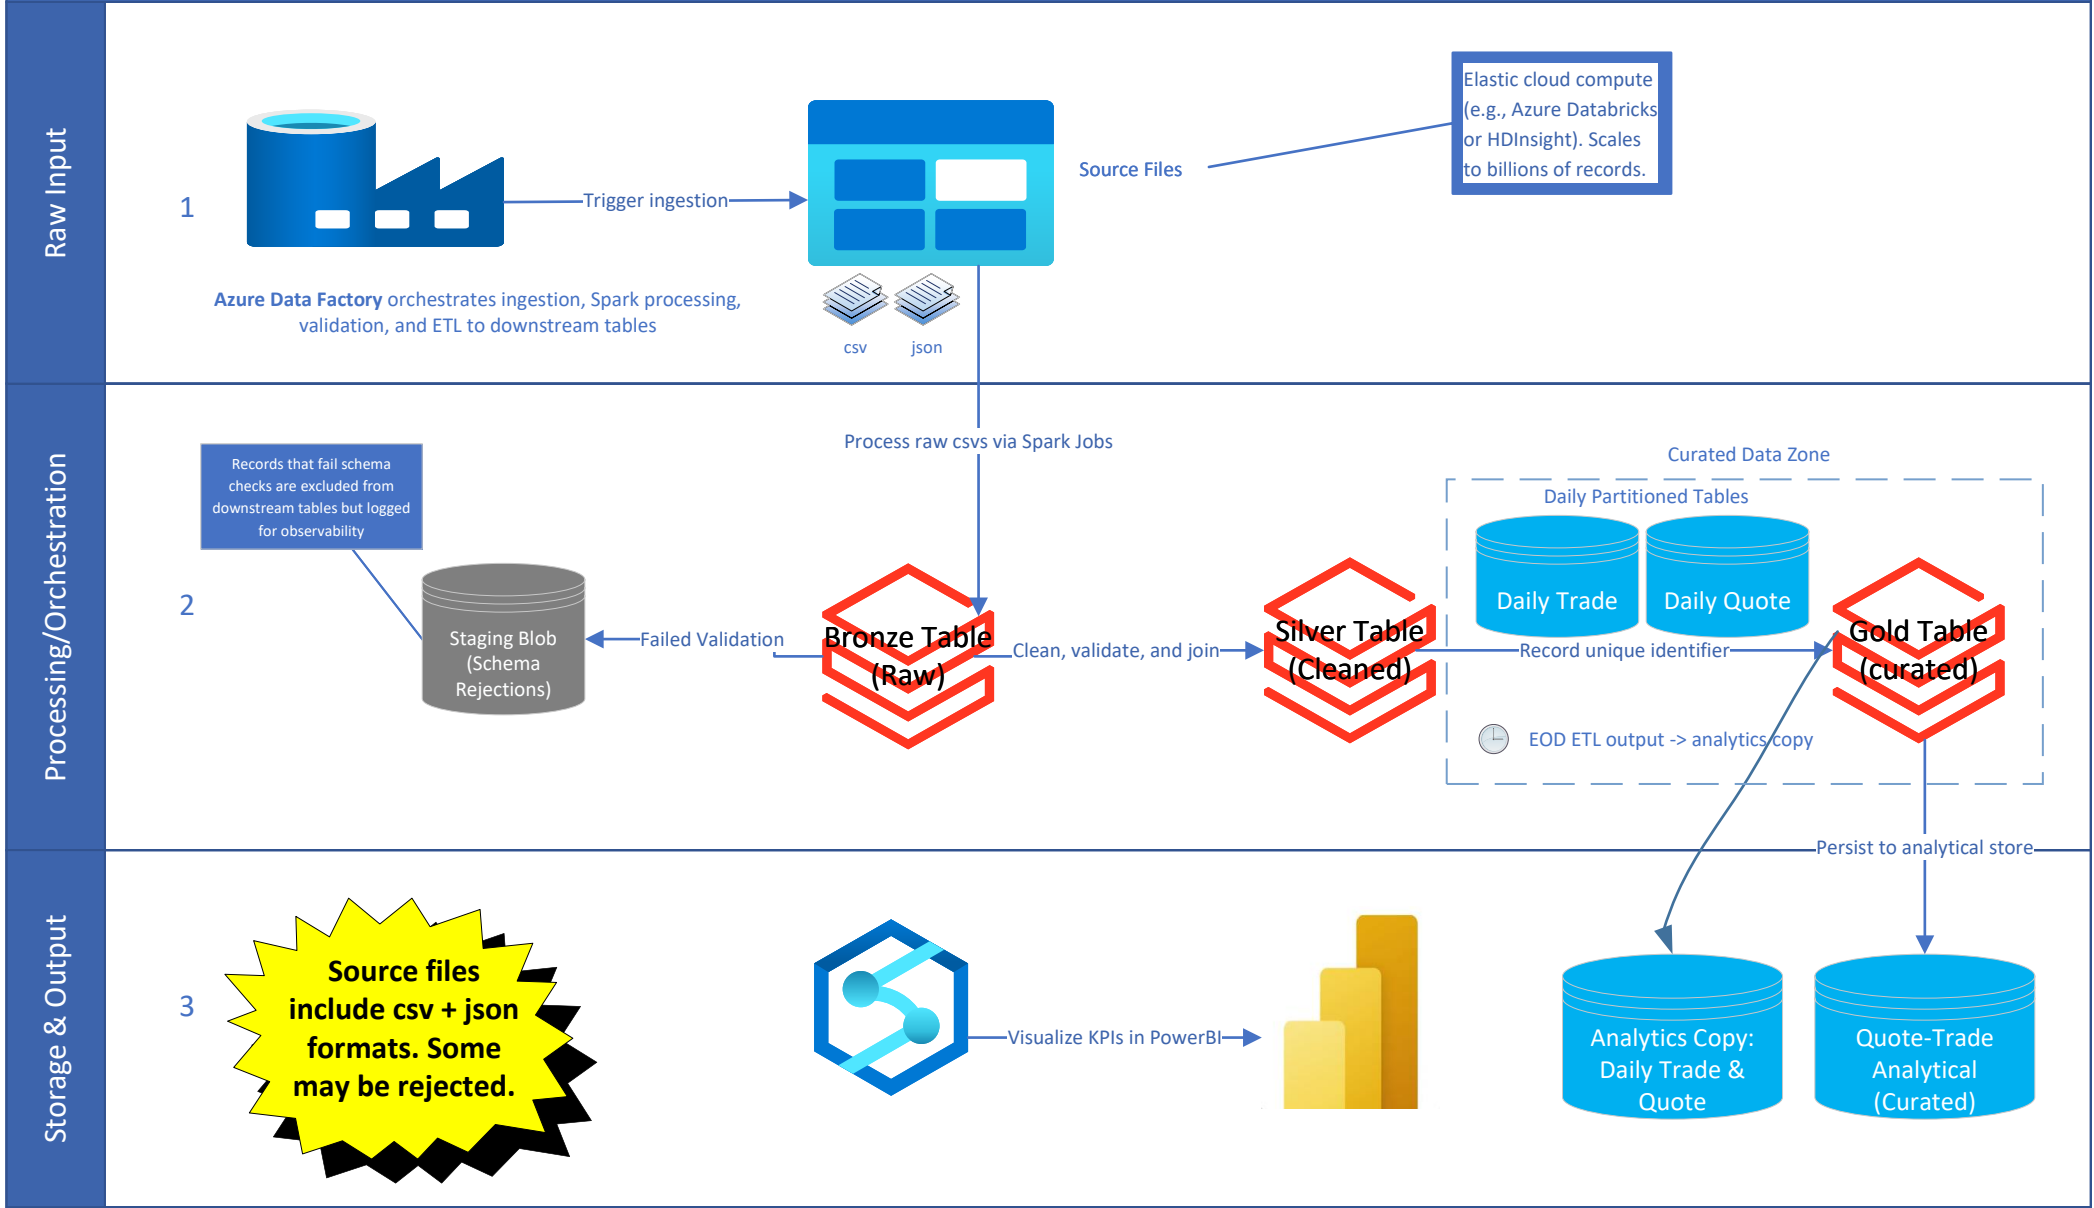 Raw Input
1
Trigger ingestion
Source Files
Elastic cloud compute
(e.g., Azure Databricks
or HDInsight). Scales
to billions of records.
Azure Data Factory orchestrates ingestion, Spark processing,
validation, and ETL to downstream tables
csv
json
Processing/Orchestration
2
Process raw csvs via Spark Jobs
Records that fail schema
checks are excluded from
downstream tables but logged
for observability
Staging Blob
(Schema
Rejections)
Failed Validation
Bronze Table
(Raw)
Clean, validate, and join
Silver Table
(Cleaned)
Curated Data Zone
Daily Partitioned Tables
Daily Trade
Daily Quote
Record unique identifier
Gold Table
(curated)
EOD ETL output -> analytics copy
Persist to analytical store
Storage & Output
3
Source files
include csv + json
formats. Some
may be rejected.
Visualize KPIs in PowerBI
Analytics Copy:
Daily Trade &
Quote
Quote-Trade
Analytical
(Curated)